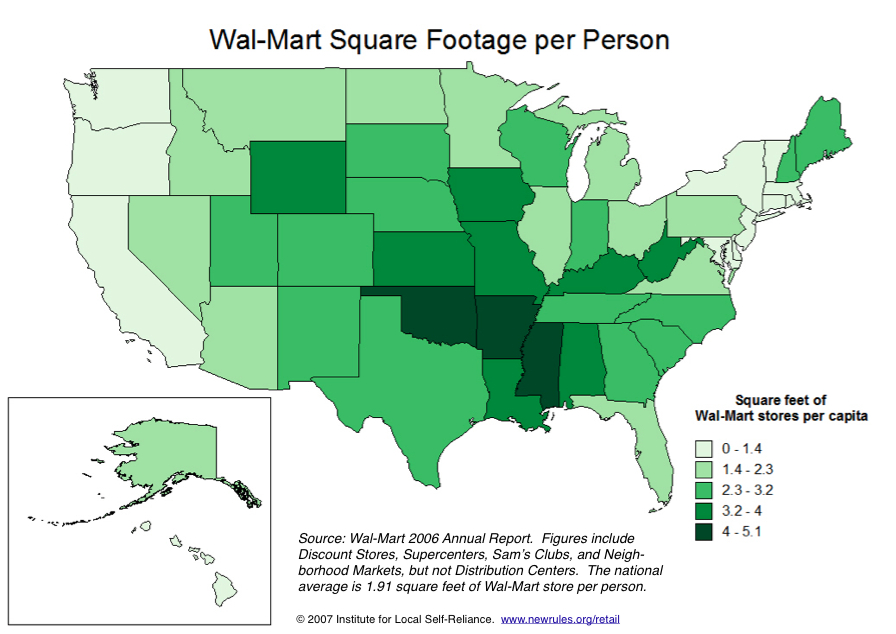 Wal-Mart Square Footage per Person
Square feet of
Wal-Mart stores per capita
0 - 1.4
1.4 - 2.3
2.3 - 3.2
3.2 - 4
4 - 5.1
Source: Wal-Mart 2006 Annual Report. Figures include
Discount Stores, Supercenters, Sam's Clubs, and Neigh-
borhood Markets, but not Distribution Centers. The national
average is 1.91 square feet of Wal-Mart store per person.
© 2007 Institute for Local Self-Reliance. www.newrules.org/retail